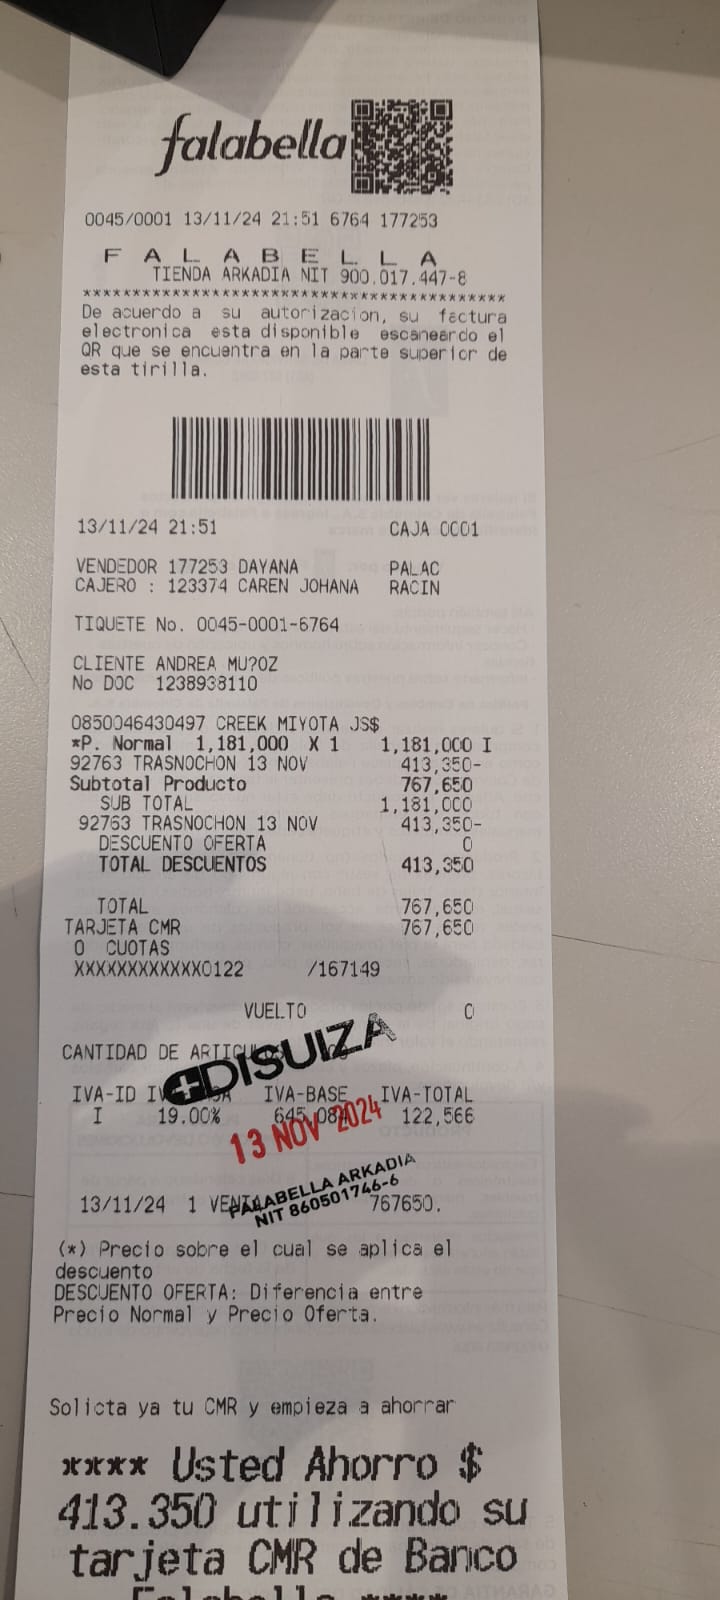 falabella
0045/0001 13/11/24 21:51 6764 177253
F A L A B E L L A
TIENDA ARKADIA NIT 900.017.447-8
******************************************
De acuerdo a su autorizacion, su factura
electronica esta disponible escaneardo el
QR que se encuentra en la parte superior de
esta tirilla.
13/11/24 21:51 CAJA 0001
VENDEDOR 177253 DAYANA PALAC
CAJERO : 123374 CAREN JOHANA RACIN
TIQUETE No. 0045-0001-6764
CLIENTE ANDREA MU?OZ
No DOC 1238938110
0850046430497 CREEK MIYOTA JS$
*P. Normal 1,181,000 X 1 1,181,000 I
92763 TRASNOCHON 13 NOV 413,350-
Subtotal Producto 767,650
SUB TOTAL 1,181,000
92763 TRASNOCHON 13 NOV 413,350-
DESCUENTO OFERTA 0
TOTAL DESCUENTOS 413,350
TOTAL 767,650
TARJETA CMR 767,650
0 CUOTAS
XXXXXXXXXXXX0122 /167149
VUELTO 0
CANTIDAD DE
DISUIZA
IVA-ID IVA-BASE IVA-TOTAL
I 19.00% 122,566
13 NOV 2024
FALABELLA ARKADIA
NIT 860501746-6
13/11/24 1 767650.
(*) Precio sobre el cual se aplica el
descuento
DESCUENTO OFERTA: Diferencia entre
Precio Normal y Precio Oferta.
Solicta ya tu CMR y empieza a ahorrar
**** Usted Ahorro $
413.350 utilizando su
tarjeta CMR de Banco
Falabella ****